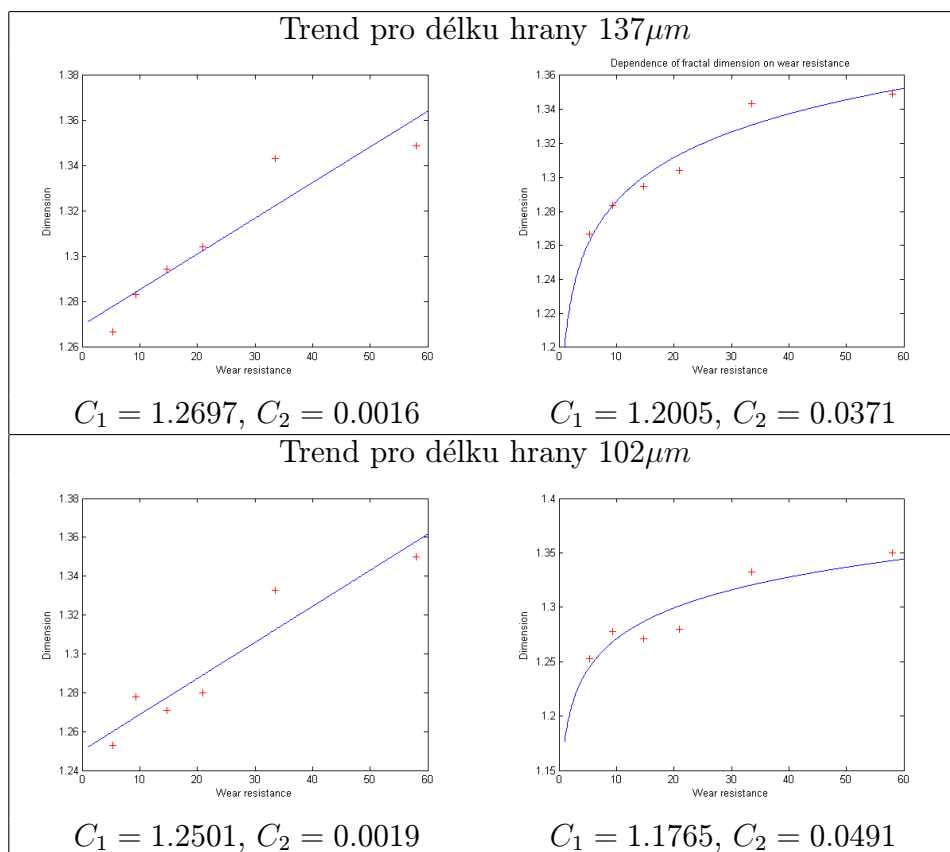 Trend pro délku hrany 137μm
1.38
1.36
1.34
1.32
1.3
1.28
1.26
0 10 20 30 40 50 60
Dimension
Wear resistance
Dependence of fractal dimension on wear resistance
1.36
1.34
1.32
1.3
1.28
1.26
1.24
1.22
1.2
0 10 20 30 40 50 60
Dimension
Wear resistance
C₁ = 1.2697, C₂ = 0.0016
C₁ = 1.2005, C₂ = 0.0371
Trend pro délku hrany 102μm
1.38
1.36
1.34
1.32
1.3
1.28
1.26
1.24
0 10 20 30 40 50 60
Dimension
Wear resistance
1.4
1.35
1.3
1.25
1.2
1.15
0 10 20 30 40 50 60
Dimension
Wear resistance
C₁ = 1.2501, C₂ = 0.0019
C₁ = 1.1765, C₂ = 0.0491